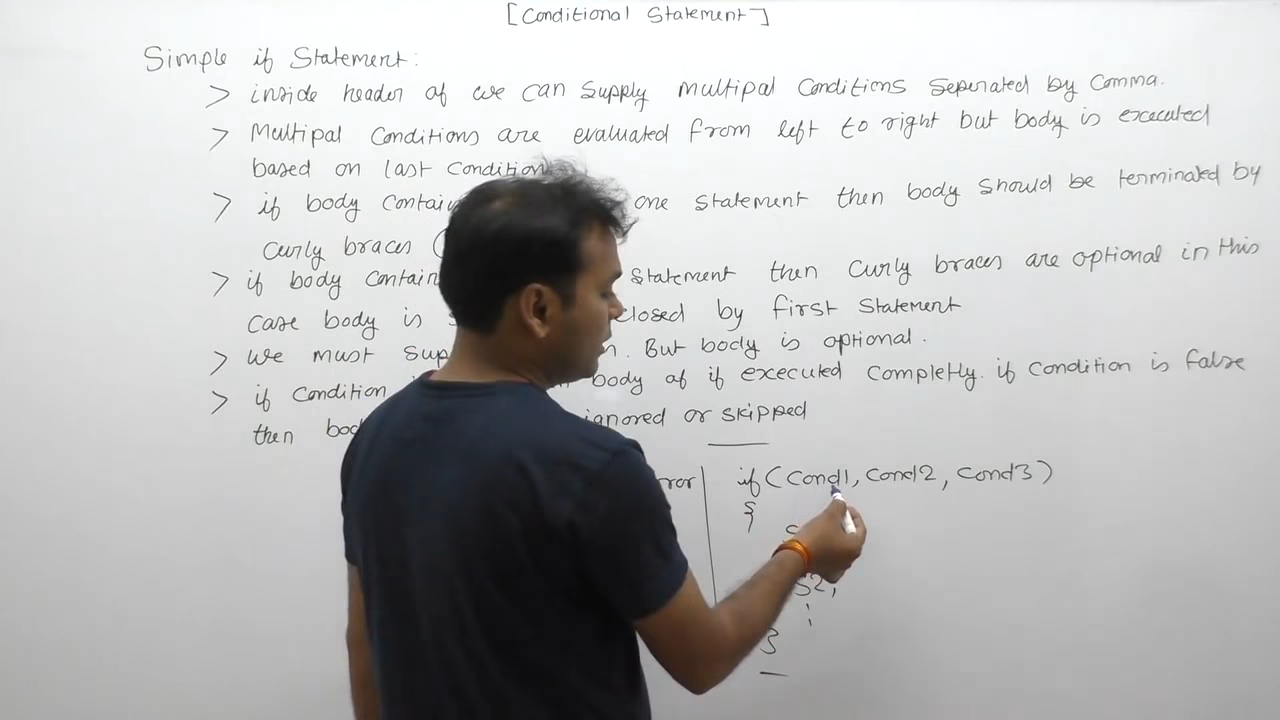 [Conditional Statement]
Simple if Statement:
> inside header of we can supply multipal conditions seperated by comma.
> Multipal conditions are evaluated from left to right but body is executed
based on last condition
> if body contain one statement then body should be terminated by
curly braces (
> if body contain statement then curly braces are optional in this
case body is closed by first statement
> we must sup But body is optional.
> if condition body of if executed completly. if condition is false
then bod ignored or skipped
if (Cond1, Cond2, Cond3)
{
S2;
}